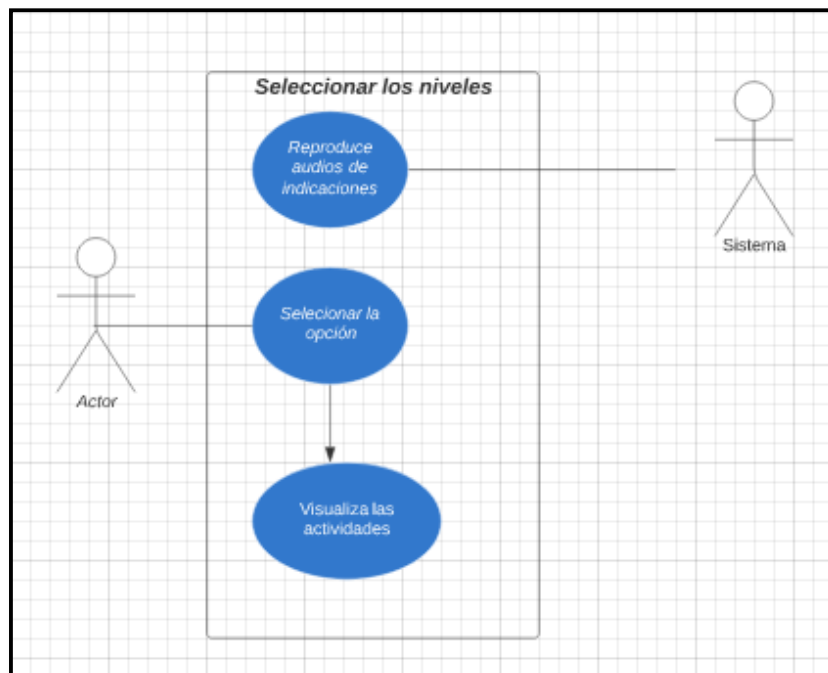 Seleccionar los niveles
Reproduce
audios de
indicaciones
Sistema
Selecionar la
opción
Actor
Visualiza las
actividades